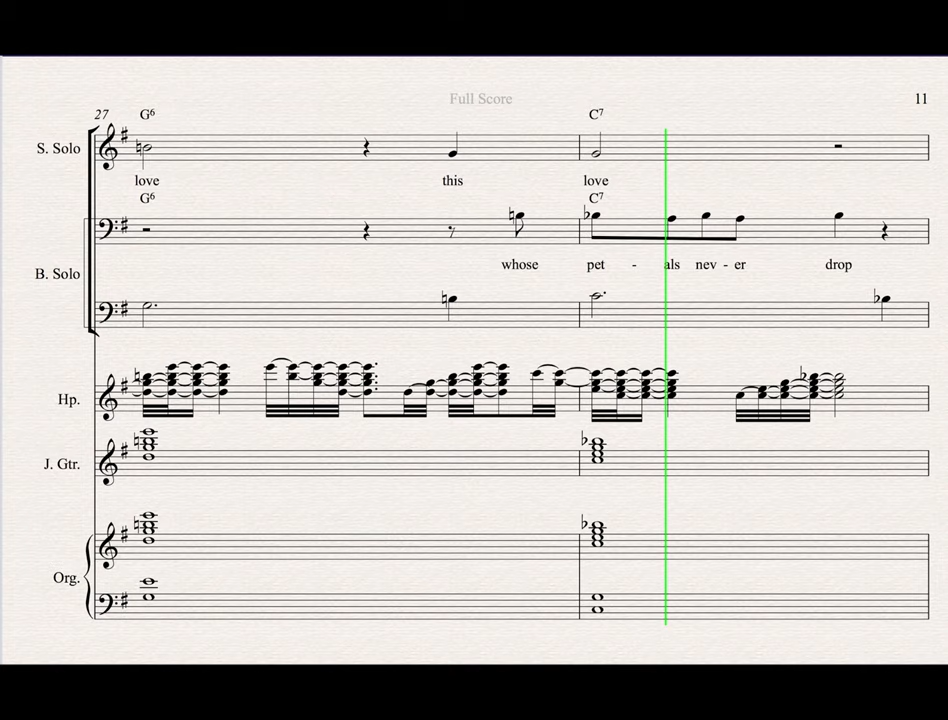 Full Score
11
27 G6 C7
S. Solo
love this love
G6 C7
whose pet - als nev - er drop
B. Solo
Hp.
J. Gtr.
Org.